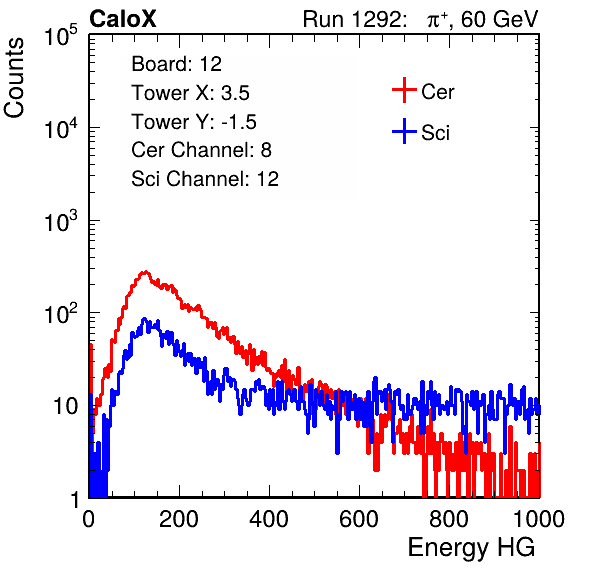 CaloX Run 1292: π⁺, 60 GeV
Counts
Board: 12
Tower X: 3.5
Tower Y: -1.5
Cer Channel: 8
Sci Channel: 12
Cer
Sci
10⁵
10⁴
10³
10²
10
1
0 200 400 600 800 1000
Energy HG